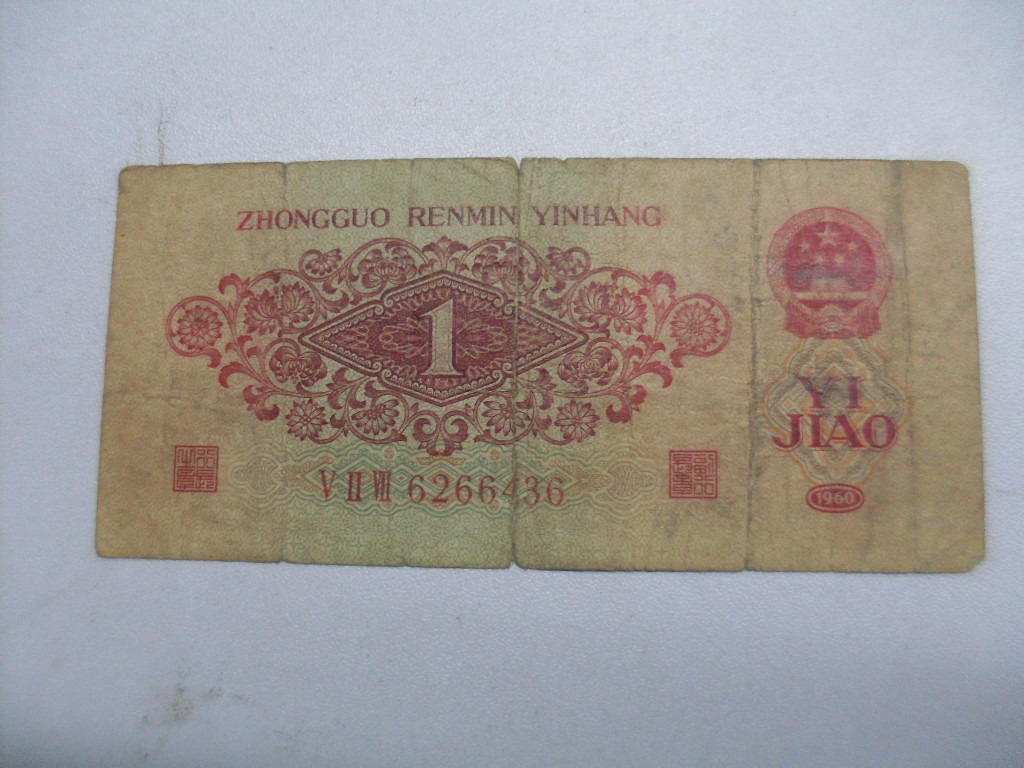 ZHONGGUO RENMIN YINHANG
1
YI
JIAO
V II VIII 6266436
1960